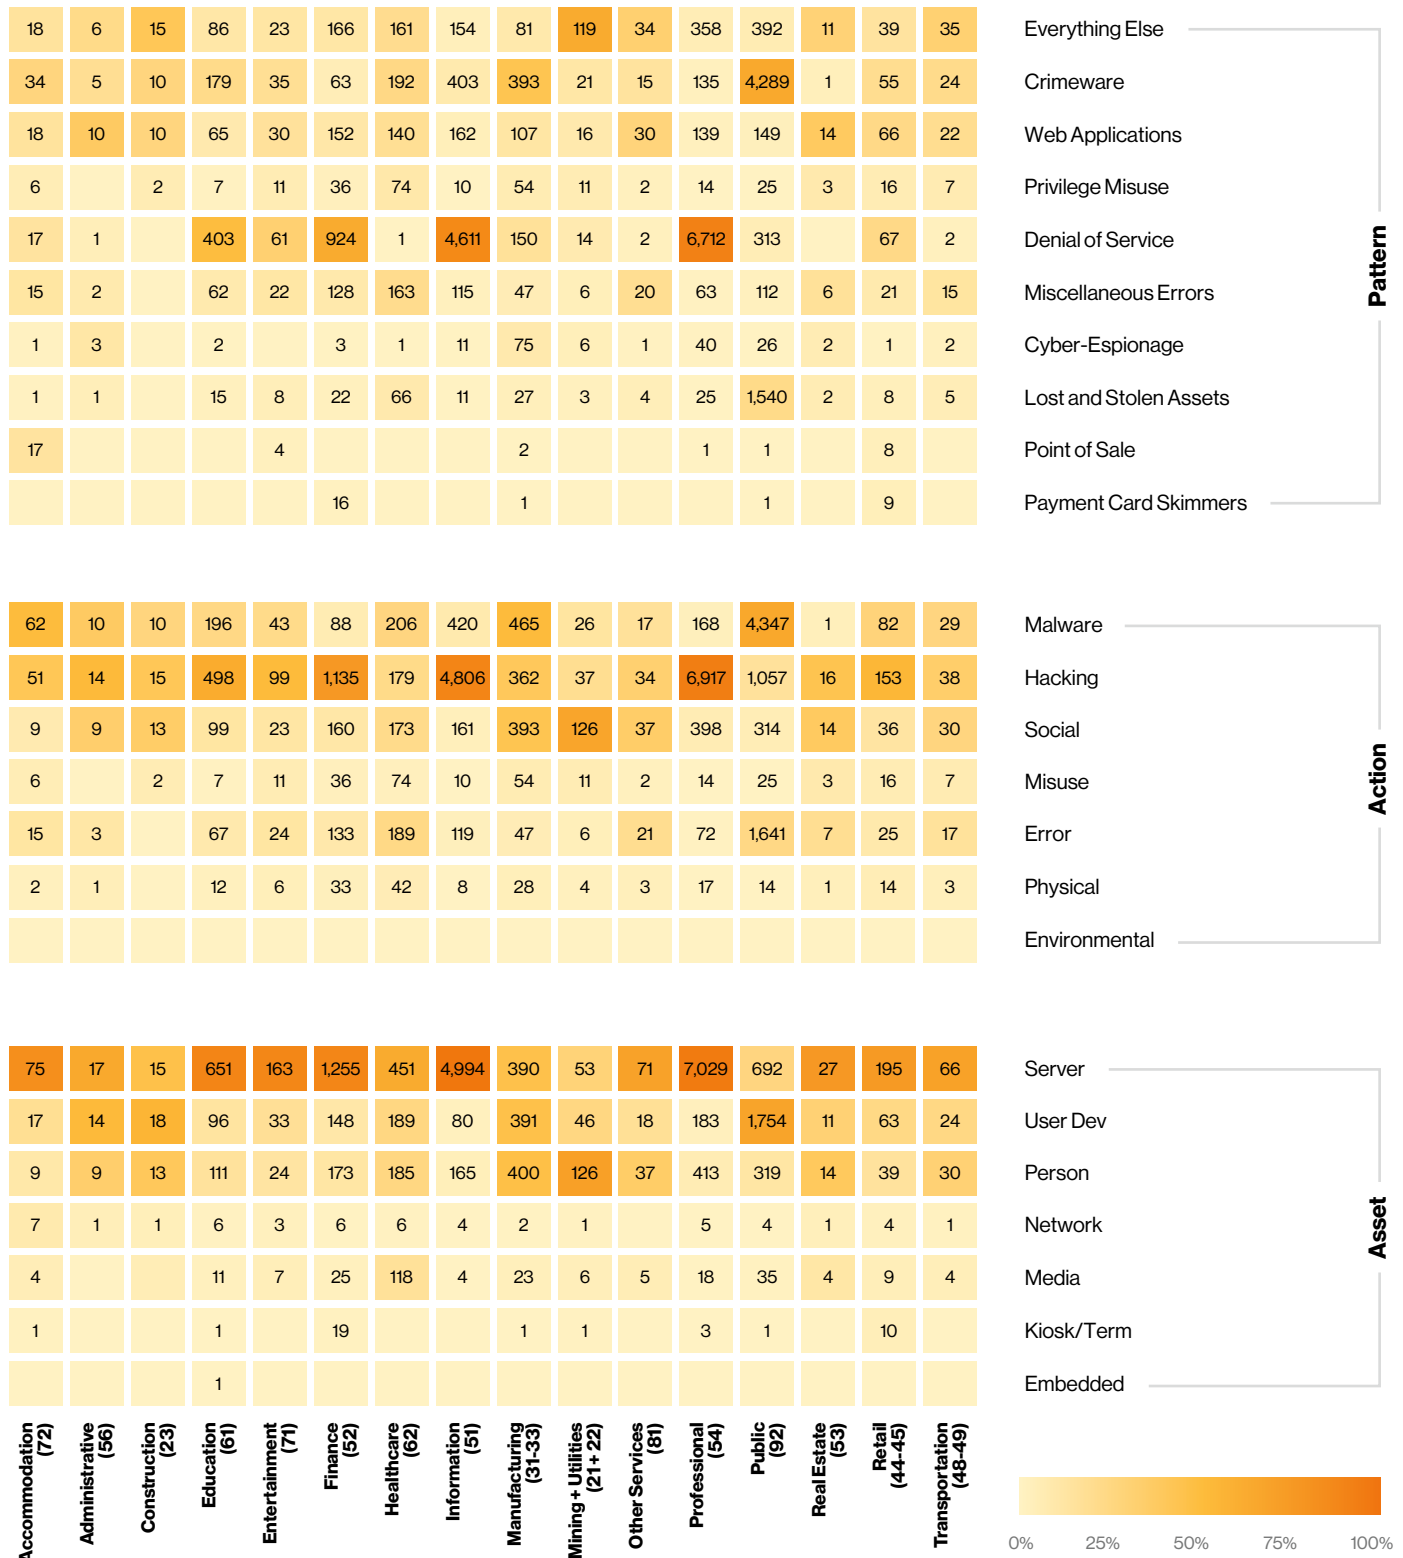 18 6 15 86 23 166 161 154 81 119 34 358 392 11 39 35 Everything Else
34 5 10 179 35 63 192 403 393 21 15 135 4,289 1 55 24 Crimeware
18 10 10 65 30 152 140 162 107 16 30 139 149 14 66 22 Web Applications
6 2 7 11 36 74 10 54 11 2 14 25 3 16 7 Privilege Misuse
17 1 403 61 924 1 4,611 150 14 2 6,712 313 67 2 Denial of Service
15 2 62 22 128 163 115 47 6 20 63 112 6 21 15 Miscellaneous Errors
1 3 2 3 1 11 75 6 1 40 26 2 1 2 Cyber-Espionage
1 1 15 8 22 66 11 27 3 4 25 1,540 2 8 5 Lost and Stolen Assets
17 4 2 1 1 8 Point of Sale
16 1 1 9 Payment Card Skimmers
Pattern
62 10 10 196 43 88 206 420 465 26 17 168 4,347 1 82 29 Malware
51 14 15 498 99 1,135 179 4,806 362 37 34 6,917 1,057 16 153 38 Hacking
9 9 13 99 23 160 173 161 393 126 37 398 314 14 36 30 Social
6 2 7 11 36 74 10 54 11 2 14 25 3 16 7 Misuse
15 3 67 24 133 189 119 47 6 21 72 1,641 7 25 17 Error
2 1 12 6 33 42 8 28 4 3 17 14 1 14 3 Physical
Environmental
Action
75 17 15 651 163 1,255 451 4,994 390 53 71 7,029 692 27 195 66 Server
17 14 18 96 33 148 189 80 391 46 18 183 1,754 11 63 24 User Dev
9 9 13 111 24 173 185 165 400 126 37 413 319 14 39 30 Person
7 1 1 6 3 6 6 4 2 1 5 4 1 4 1 Network
4 11 7 25 118 4 23 6 5 18 35 4 9 4 Media
1 1 19 1 1 3 1 10 Kiosk/Term
1 Embedded
Asset
Accommodation
(72)
Administrative
(56)
Construction
(23)
Education
(61)
Entertainment
(71)
Finance
(52)
Healthcare
(62)
Information
(51)
Manufacturing
(31-33)
Mining + Utilities
(21+ 22)
Other Services
(81)
Professional
(54)
Public
(92)
Real Estate
(53)
Retail
(44-45)
Transportation
(48-49)
0% 25% 50% 75% 100%